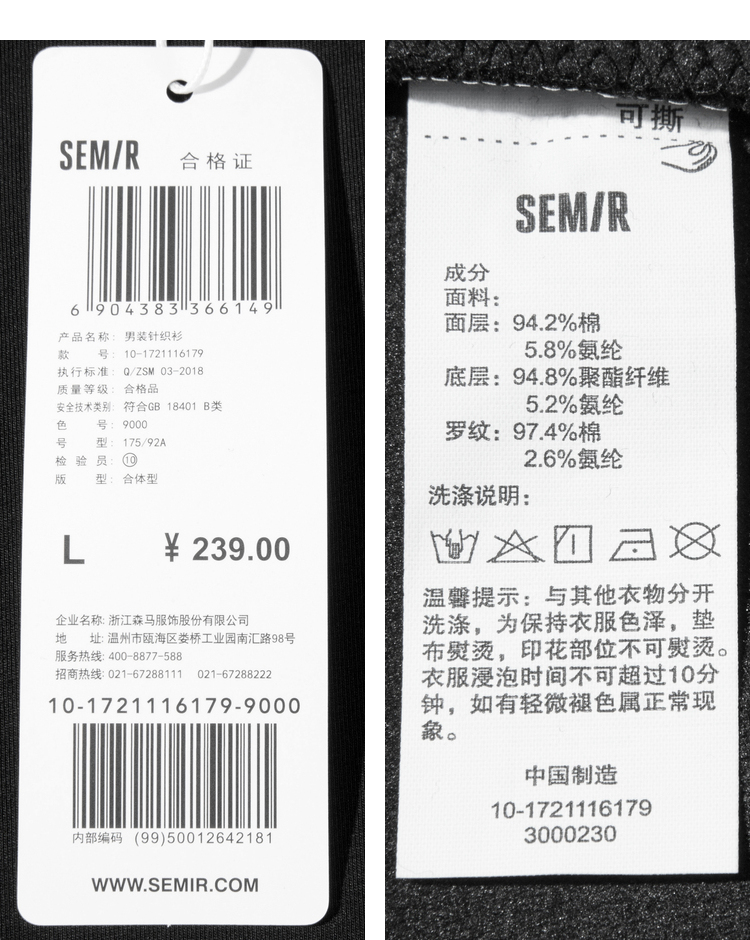 SEMIR 合格证
6 904383 366149
产品名称: 男装针织衫
款 号: 10-1721116179
执行标准: Q/ZSM 03-2018
质量等级: 合格品
安全技术类别: 符合GB 18401 B类
色 号: 9000
号 型: 175/92A
检 验 员: ⑩
版 型: 合体型
L ¥ 239.00
企业名称: 浙江森马服饰股份有限公司
地 址: 温州市瓯海区娄桥工业园南汇路98号
服务热线: 400-8877-588
招商热线: 021-67288111 021-67288222
10-1721116179-9000
内部编码 (99)50012642181
WWW.SEMIR.COM
可撕
SEMIR
成分
面料:
面层: 94.2%棉
5.8%氨纶
底层: 94.8%聚酯纤维
5.2%氨纶
罗纹: 97.4%棉
2.6%氨纶
洗涤说明:
温馨提示: 与其他衣物分开
洗涤，为保持衣服色泽，垫
布熨烫，印花部位不可熨烫。
衣服浸泡时间不可超过10分
钟，如有轻微褪色属正常现
象。
中国制造
10-1721116179
3000230